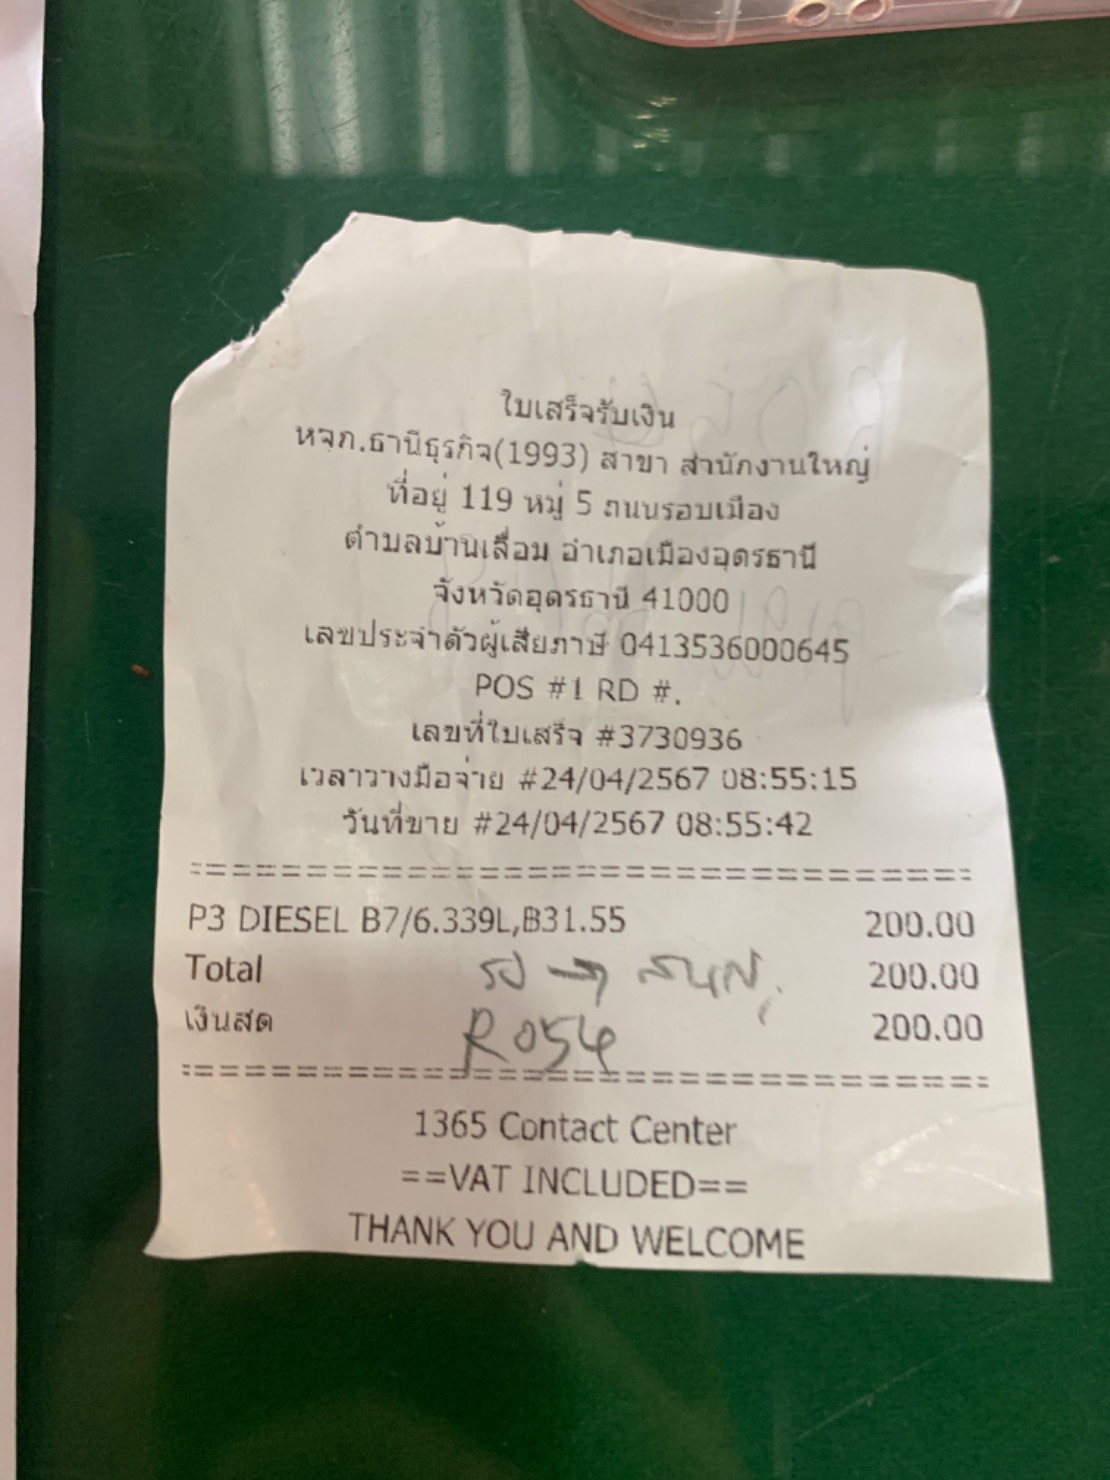 ใบเสร็จรับเงิน
หจก.ธานีธุรกิจ(1993) สาขา สำนักงานใหญ่
ที่อยู่ 119 หมู่ 5 ถนนรอบเมือง
ตำบลบ้านเลื่อม อำเภอเมืองอุดรธานี
จังหวัดอุดรธานี 41000
เลขประจำตัวผู้เสียภาษี 0413536000645
POS #1 RD #.
เลขที่ใบเสร็จ #3730936
เวลาวางมือจ่าย #24/04/2567 08:55:15
วันที่ขาย #24/04/2567 08:55:42
==================================
P3 DIESEL B7/6.339L,฿31.55 200.00
Total 200.00
เงินสด 200.00
R054
==================================
1365 Contact Center
==VAT INCLUDED==
THANK YOU AND WELCOME